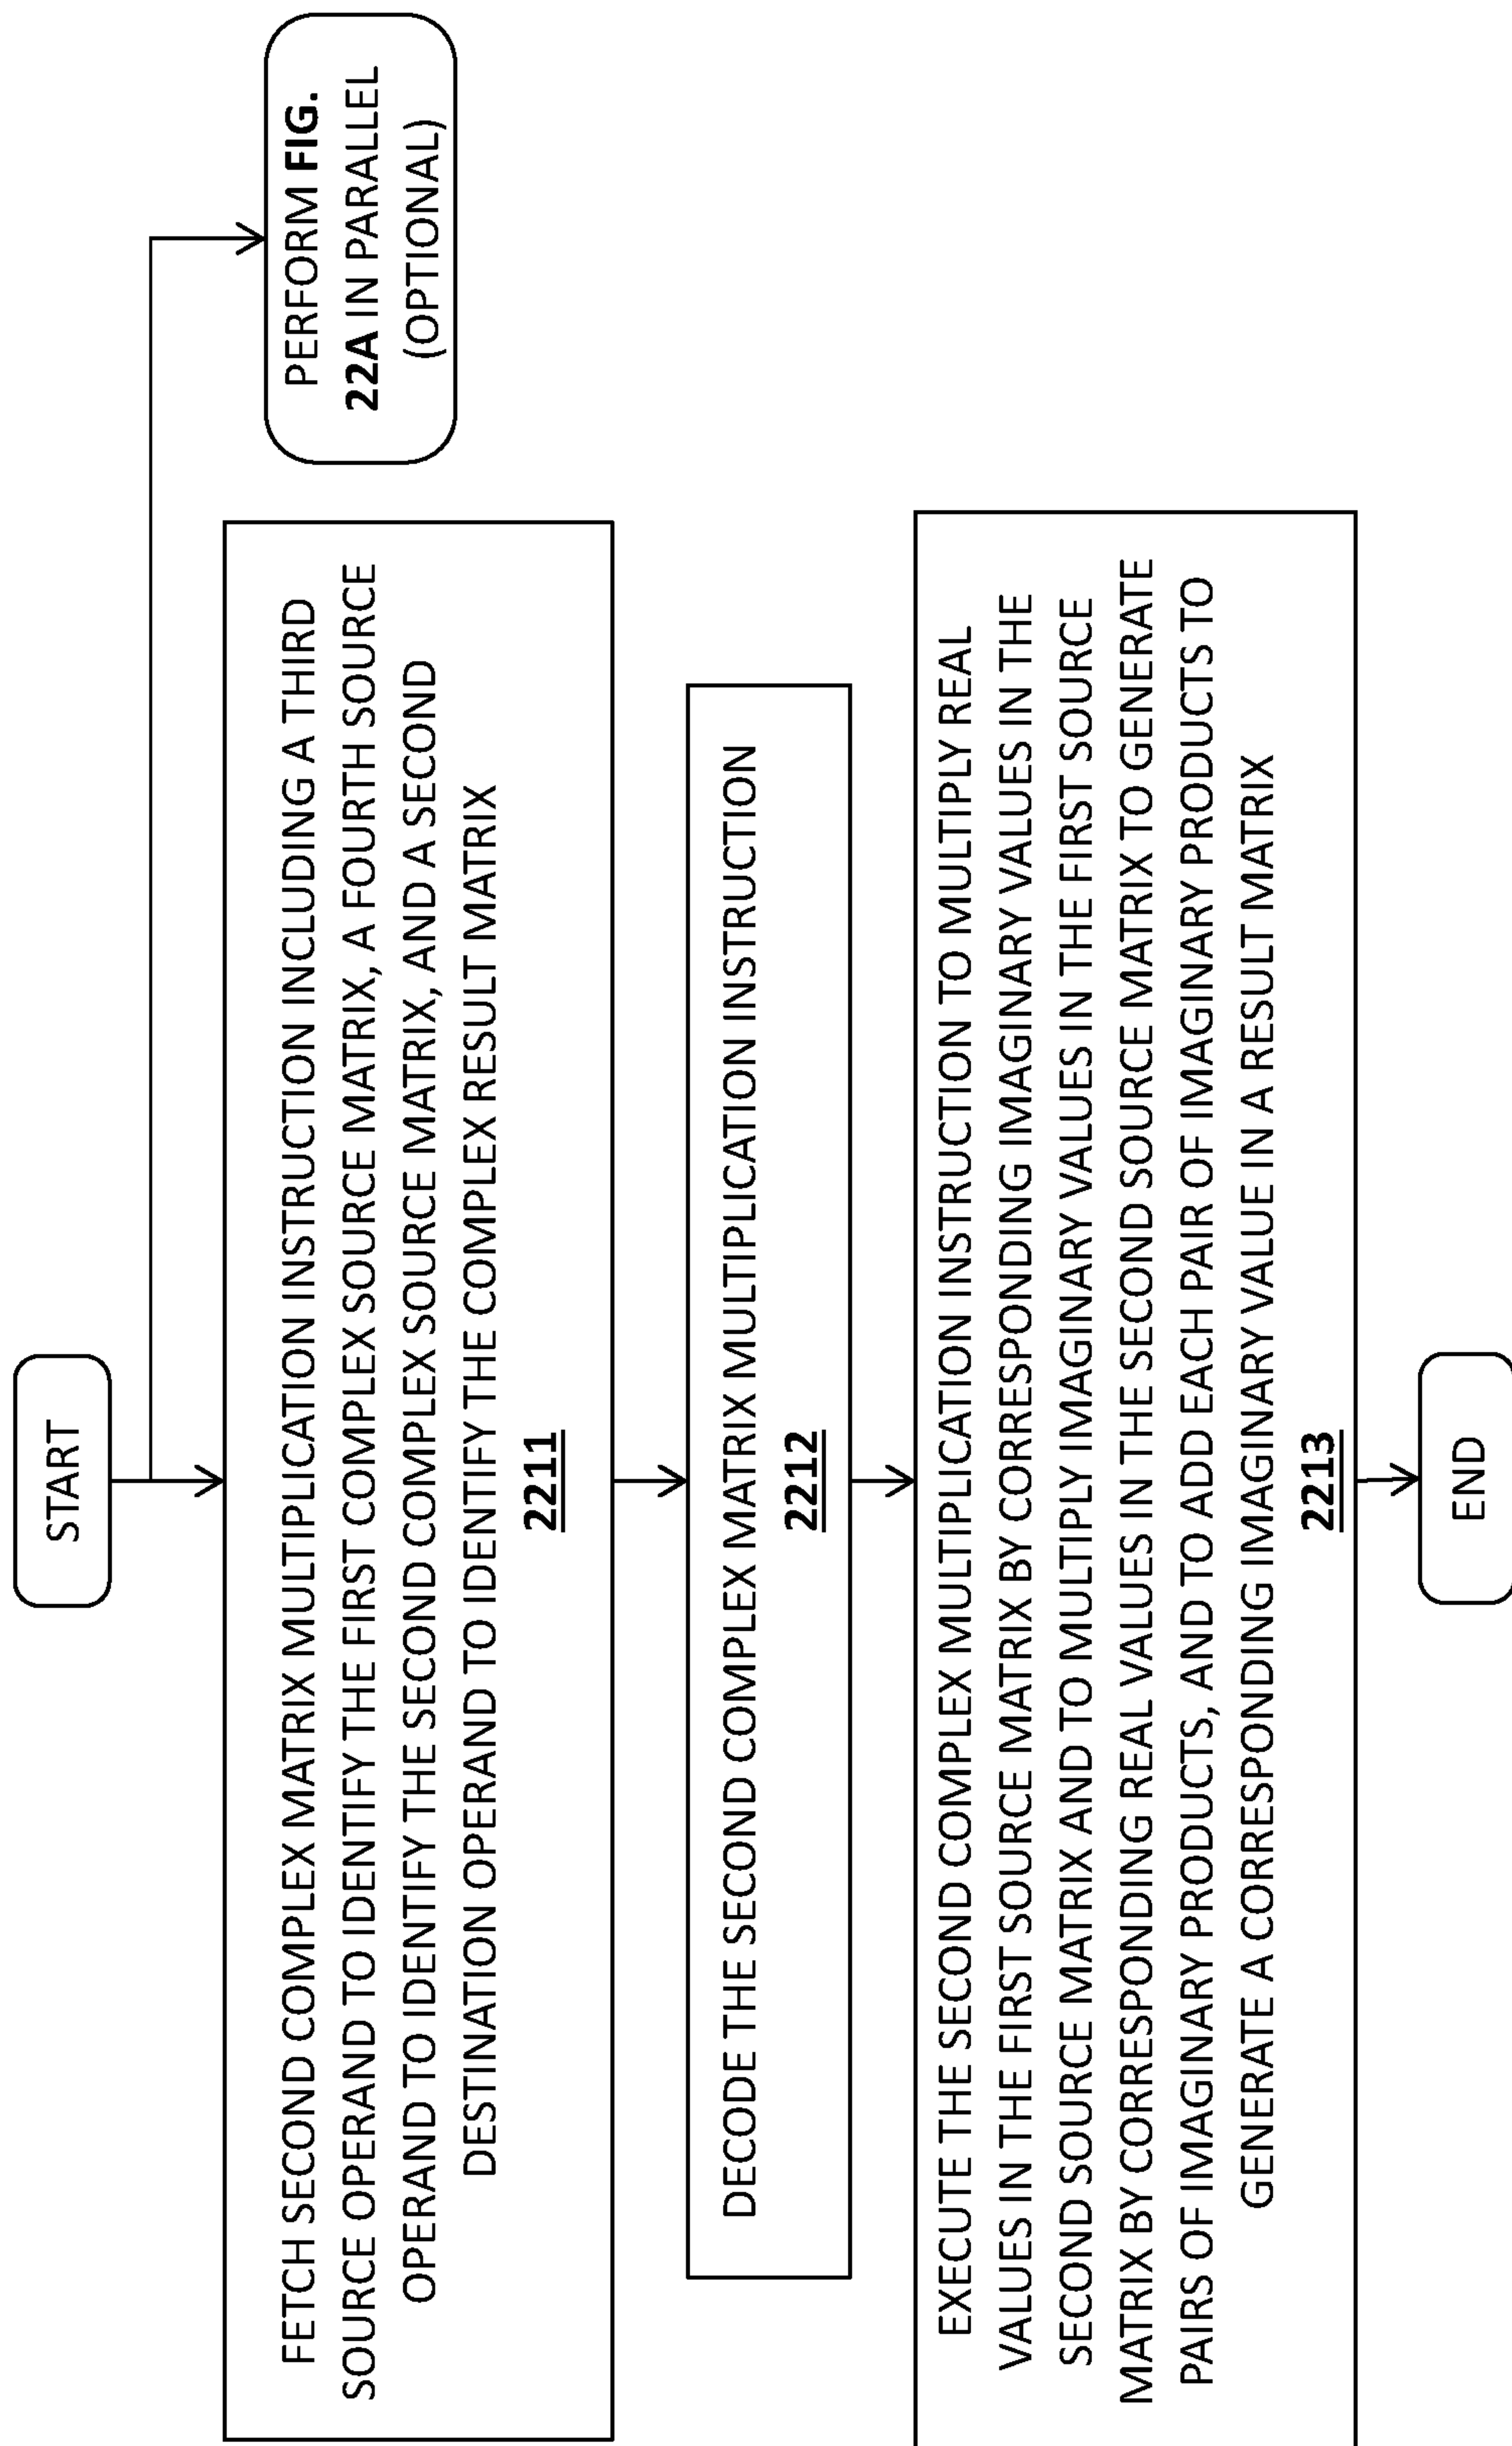 START
PERFORM FIG.
22A IN PARALLEL
(OPTIONAL)
FETCH SECOND COMPLEX MATRIX MULTIPLICATION INSTRUCTION INCLUDING A THIRD
SOURCE OPERAND TO IDENTIFY THE FIRST COMPLEX SOURCE MATRIX, A FOURTH SOURCE
OPERAND TO IDENTIFY THE SECOND COMPLEX SOURCE MATRIX, AND A SECOND
DESTINATION OPERAND TO IDENTIFY THE COMPLEX RESULT MATRIX
2211
DECODE THE SECOND COMPLEX MATRIX MULTIPLICATION INSTRUCTION
2212
EXECUTE THE SECOND COMPLEX MULTIPLICATION INSTRUCTION TO MULTIPLY REAL
VALUES IN THE FIRST SOURCE MATRIX BY CORRESPONDING IMAGINARY VALUES IN THE
SECOND SOURCE MATRIX AND TO MULTIPLY IMAGINARY VALUES IN THE FIRST SOURCE
MATRIX BY CORRESPONDING REAL VALUES IN THE SECOND SOURCE MATRIX TO GENERATE
PAIRS OF IMAGINARY PRODUCTS, AND TO ADD EACH PAIR OF IMAGINARY PRODUCTS TO
GENERATE A CORRESPONDING IMAGINARY VALUE IN A RESULT MATRIX
2213
END